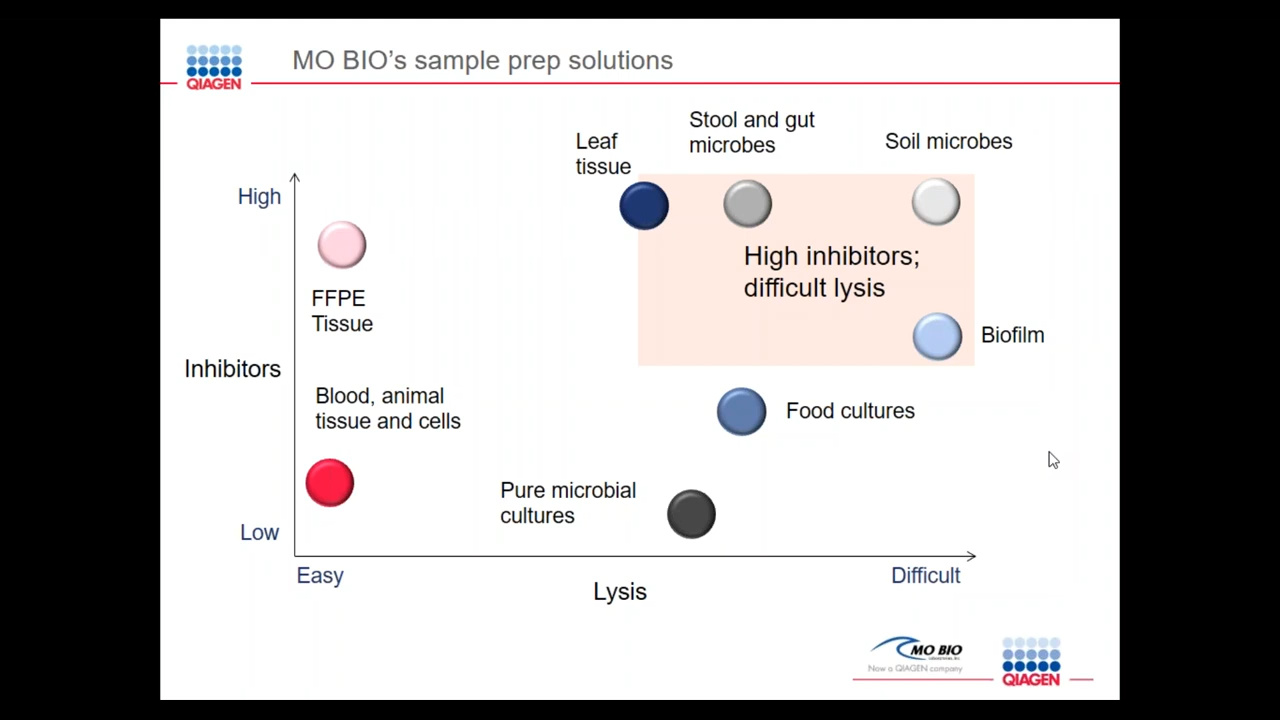 MO BIO's sample prep solutions
QIAGEN
Stool and gut
microbes
Leaf
tissue
Soil microbes
High
High inhibitors;
difficult lysis
FFPE
Tissue
Biofilm
Inhibitors
Blood, animal
tissue and cells
Food cultures
Pure microbial
cultures
Low
Easy
Difficult
Lysis
MO BIO
Now a QIAGEN company
QIAGEN